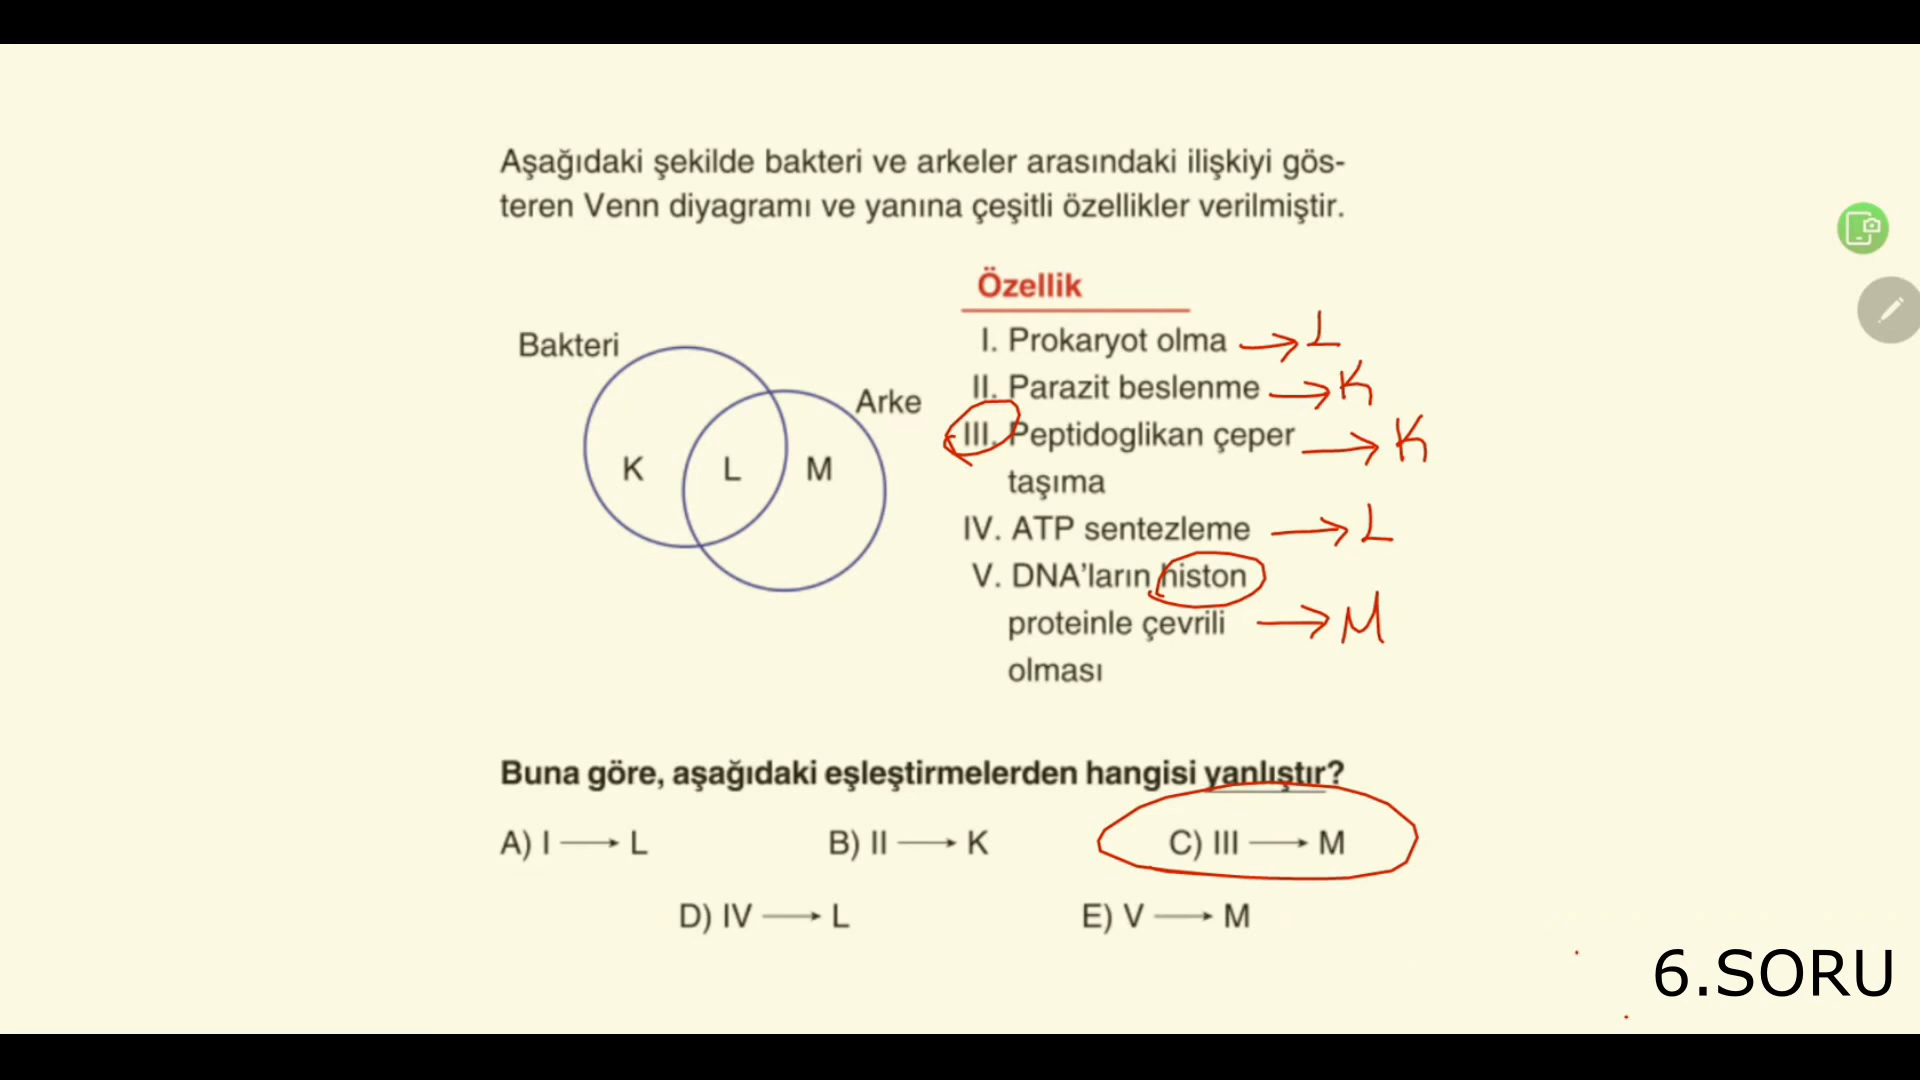 Aşağıdaki şekilde bakteri ve arkeler arasındaki ilişkiyi gös-
teren Venn diyagramı ve yanına çeşitli özellikler verilmiştir.
Bakteri
Arke
K L M
Özellik
I. Prokaryot olma → L
II. Parazit beslenme → K
III. Peptidoglikan çeper → K
taşıma
IV. ATP sentezleme → L
V. DNA'ların histon
proteinle çevrili → M
olması
Buna göre, aşağıdaki eşleştirmelerden hangisi yanlıştır?
A) I → L B) II → K C) III → M
D) IV → L E) V → M
6.SORU